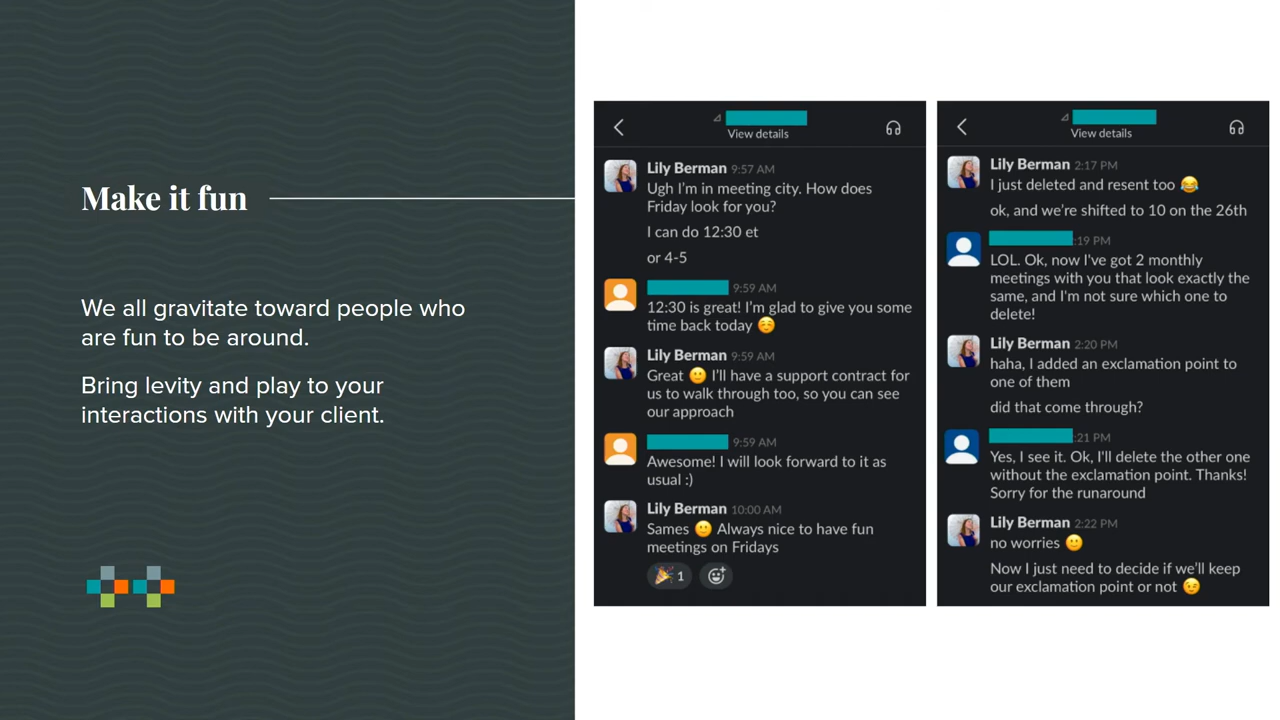 Make it fun
We all gravitate toward people who
are fun to be around.
Bring levity and play to your
interactions with your client.
View details
Lily Berman 9:57 AM
Ugh I'm in meeting city. How does
Friday look for you?
I can do 12:30 et
or 4-5
9:59 AM
12:30 is great! I'm glad to give you some
time back today ☺️
Lily Berman 9:59 AM
Great 🙂 I'll have a support contract for
us to walk through too, so you can see
our approach
9:59 AM
Awesome! I will look forward to it as
usual :)
Lily Berman 10:00 AM
Sames 🙂 Always nice to have fun
meetings on Fridays
🎉 1
View details
Lily Berman 2:17 PM
I just deleted and resent too 😂
ok, and we're shifted to 10 on the 26th
:19 PM
LOL. Ok, now I've got 2 monthly
meetings with you that look exactly the
same, and I'm not sure which one to
delete!
Lily Berman 2:20 PM
haha, I added an exclamation point to
one of them
did that come through?
:21 PM
Yes, I see it. Ok, I'll delete the other one
without the exclamation point. Thanks!
Sorry for the runaround
Lily Berman 2:22 PM
no worries 🙂
Now I just need to decide if we'll keep
our exclamation point or not 😉